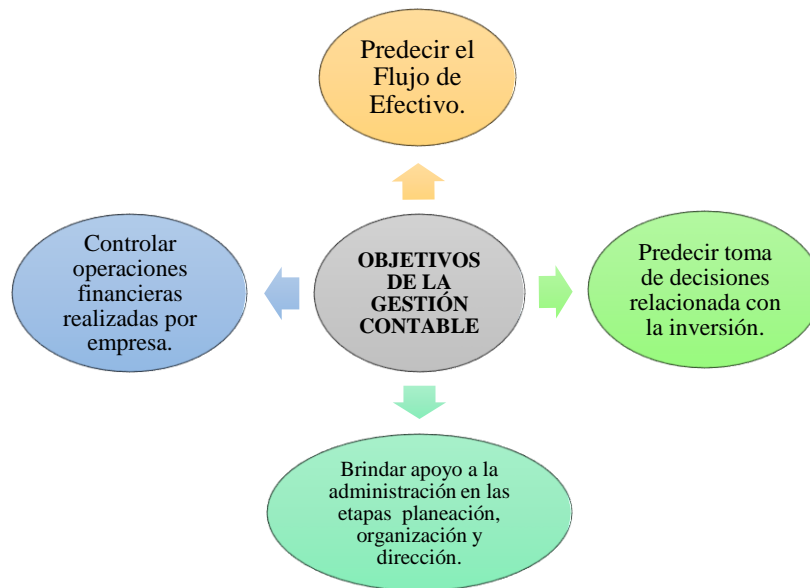 Predecir el
Flujo de
Efectivo.
Controlar
operaciones
financieras
realizadas por
empresa.
OBJETIVOS
DE LA
GESTIÓN
CONTABLE
Predecir toma
de decisiones
relacionada con
la inversión.
Brindar apoyo a la
administración en las
etapas planeación,
organización y
dirección.